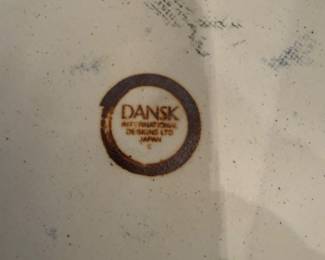 DANSK
INTERNATIONAL
DESIGNS LTD
JAPAN